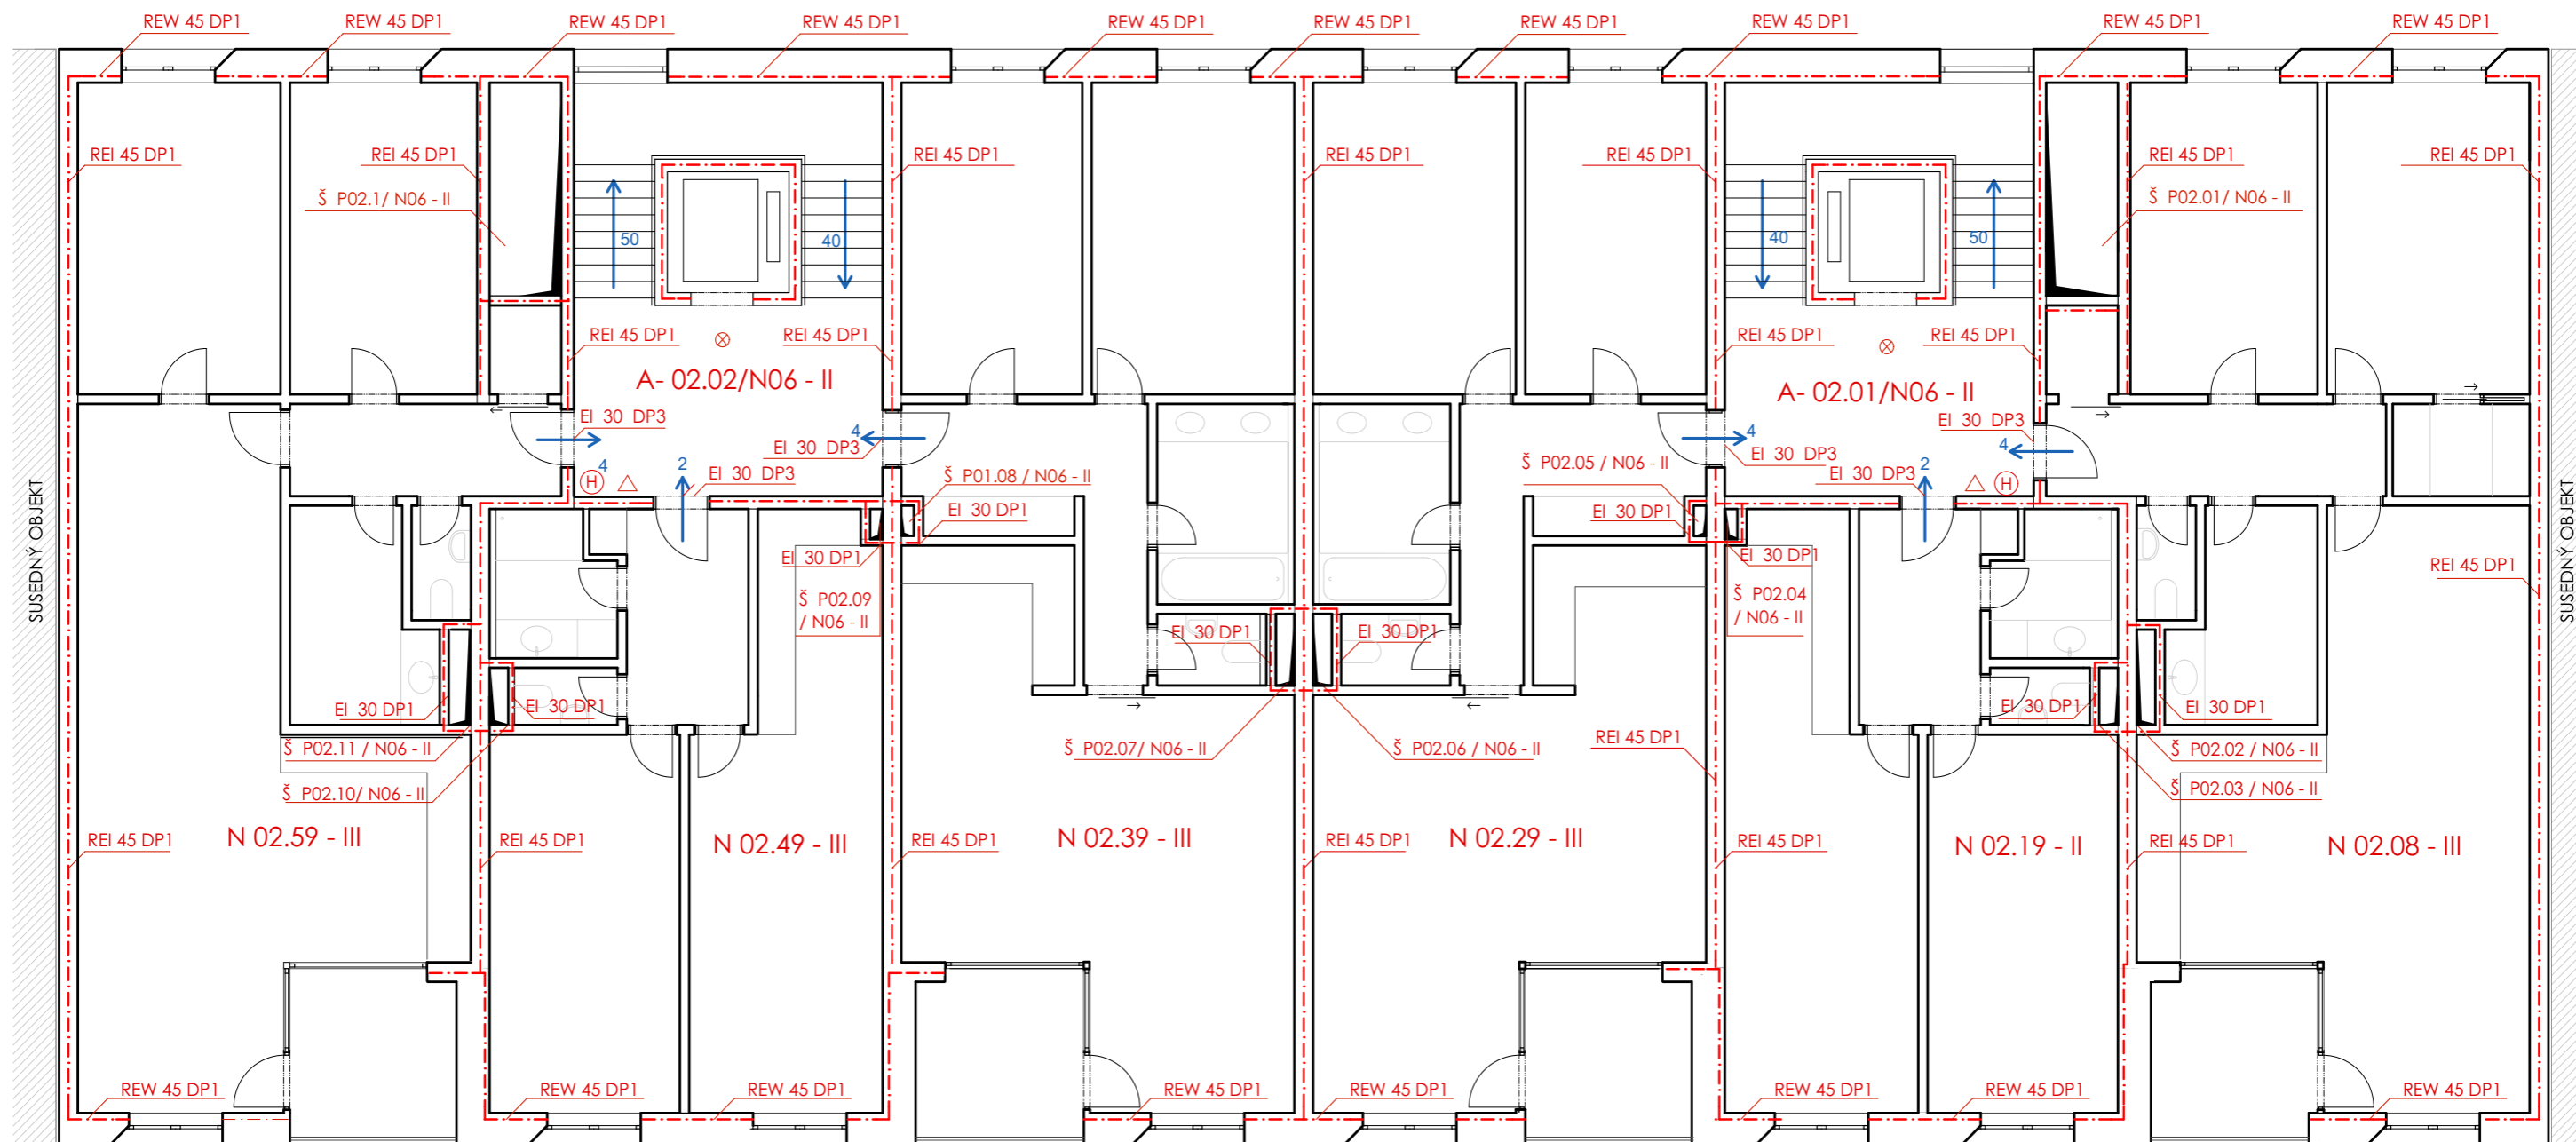 REW 45 DP1
REW 45 DP1
REW 45 DP1
REW 45 DP1
REW 45 DP1
REW 45 DP1
REW 45 DP1
REW 45 DP1
REW 45 DP1
REW 45 DP1
REI 45 DP1
REI 45 DP1
REI 45 DP1
REI 45 DP1
REI 45 DP1
REI 45 DP1
REI 45 DP1
Š P02.1/ N06 - II
Š P02.01/ N06 - II
50
40
40
50
REI 45 DP1
REI 45 DP1
REI 45 DP1
REI 45 DP1
A- 02.02/N06 - II
A- 02.01/N06 - II
EI 30 DP3
4
EI 30 DP3
4
EI 30 DP3
EI 30 DP3
4
4
H
2
EI 30 DP3
Š P01.08 / N06 - II
Š P02.05 / N06 - II
EI 30 DP3
2
H
EI 30 DP1
EI 30 DP1
EI 30 DP1
EI 30 DP1
REI 45 DP1
SUSEDNÝ OBJEKT
SUSEDNÝ OBJEKT
Š P02.09
/ N06 - II
Š P02.04
/ N06 - II
EI 30 DP1
EI 30 DP1
EI 30 DP1
EI 30 DP1
EI 30 DP1
EI 30 DP1
Š P02.11 / N06 - II
Š P02.07/ N06 - II
Š P02.06 / N06 - II
REI 45 DP1
Š P02.02 / N06 - II
Š P02.10/ N06 - II
Š P02.03 / N06 - II
REI 45 DP1
N 02.59 - III
REI 45 DP1
N 02.49 - III
REI 45 DP1
N 02.39 - III
REI 45 DP1
N 02.29 - III
REI 45 DP1
N 02.19 - II
REI 45 DP1
N 02.08 - III
REW 45 DP1
REW 45 DP1
REW 45 DP1
REW 45 DP1
REW 45 DP1
REW 45 DP1
REW 45 DP1
REW 45 DP1